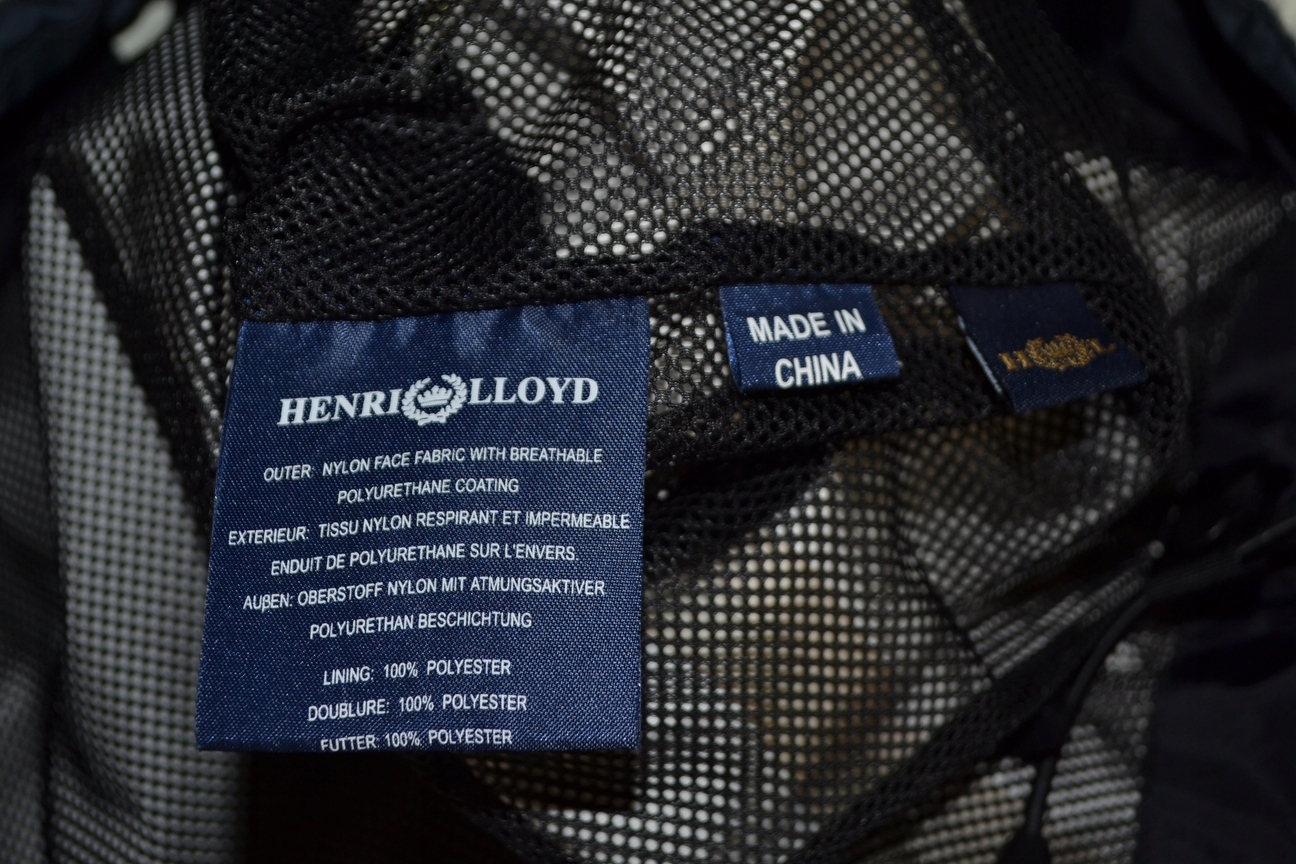 HENRI LLOYD
OUTER: NYLON FACE FABRIC WITH BREATHABLE
POLYURETHANE COATING
EXTERIEUR: TISSU NYLON RESPIRANT ET IMPERMEABLE
ENDUIT DE POLYURETHANE SUR L'ENVERS.
AUβEN: OBERSTOFF NYLON MIT ATMUNGSAKTIVER
POLYURETHAN BESCHICHTUNG
LINING: 100% POLYESTER
DOUBLURE: 100% POLYESTER
FUTTER: 100% POLYESTER
MADE IN
CHINA